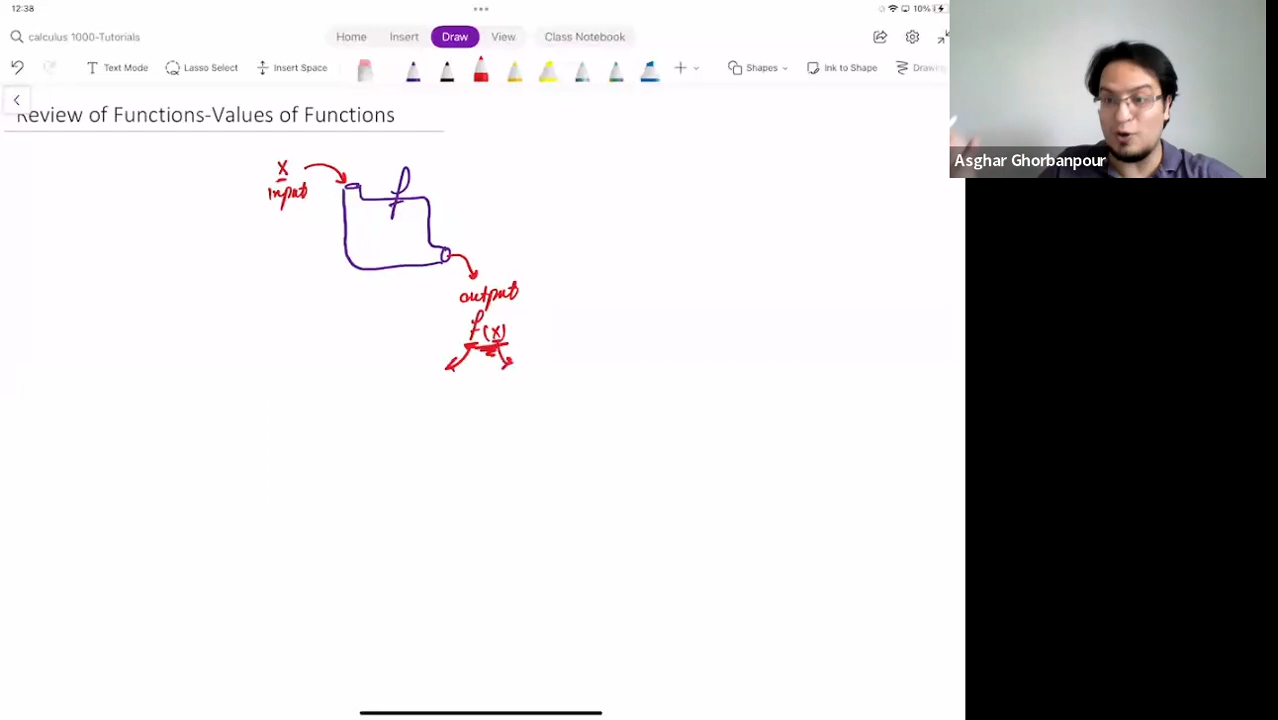 12:38
10%
calculus 1000-Tutorials
Home Insert Draw View Class Notebook
Text Mode Lasso Select Insert Space Shapes Ink to Shape Drawing
Review of Functions-Values of Functions
Asghar Ghorbanpour
x
input
f
output
f(x)